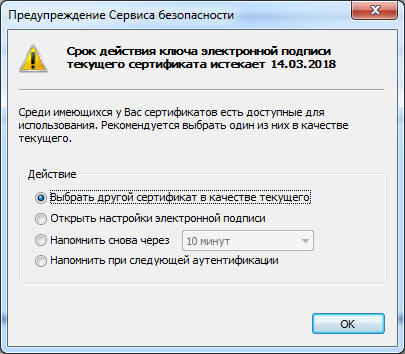 Предупреждение Сервиса безопасности
Срок действия ключа электронной подписи
текущего сертификата истекает 14.03.2018
Среди имеющихся у Вас сертификатов есть доступные для
использования. Рекомендуется выбрать один из них в качестве
текущего.
Действие
Выбрать другой сертификат в качестве текущего
Открыть настройки электронной подписи
Напомнить снова через 10 минут
Напомнить при следующей аутентификации
OK